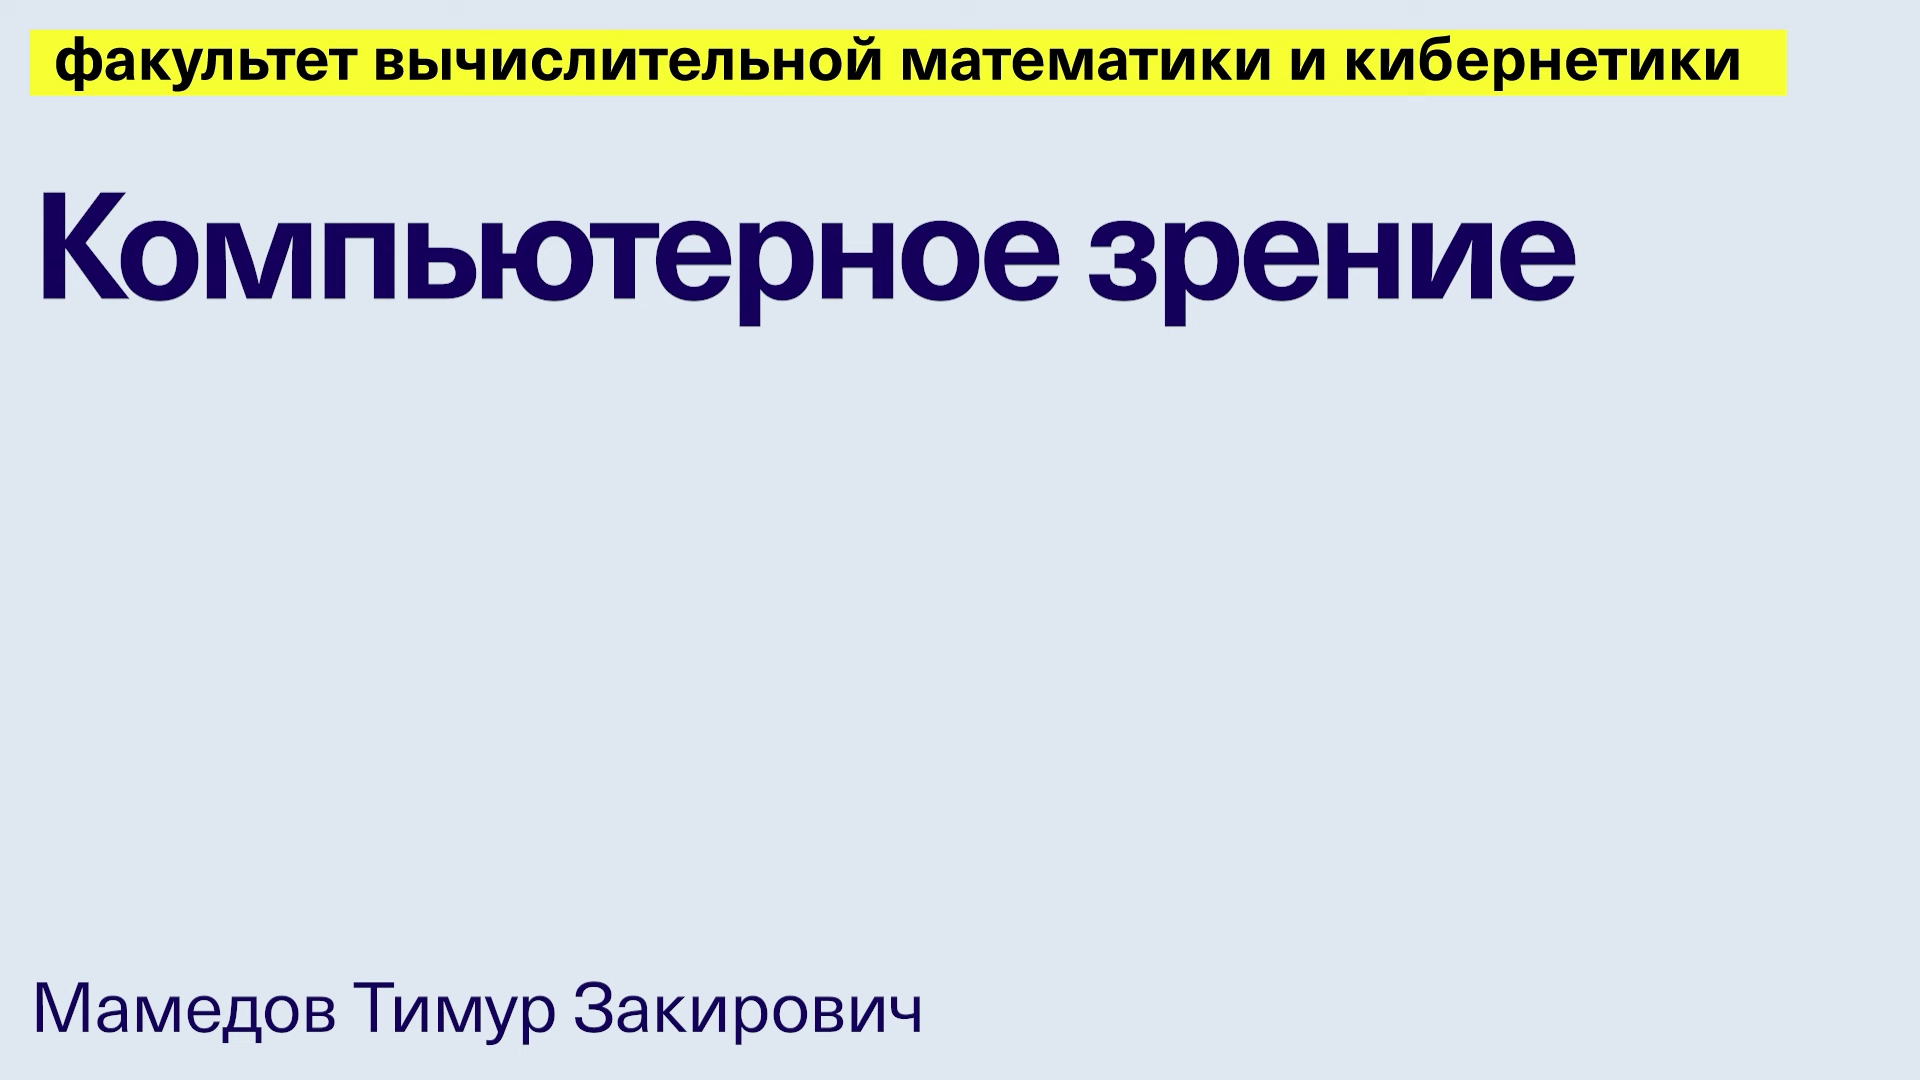 факультет вычислительной математики и кибернетики
Компьютерное зрение
Мамедов Тимур Закирович